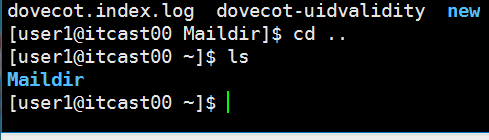 dovecot.index.log  dovecot-uidvalidity  new
[user1@itcast00 Maildir]$ cd ..
[user1@itcast00 ~]$ ls
Maildir
[user1@itcast00 ~]$